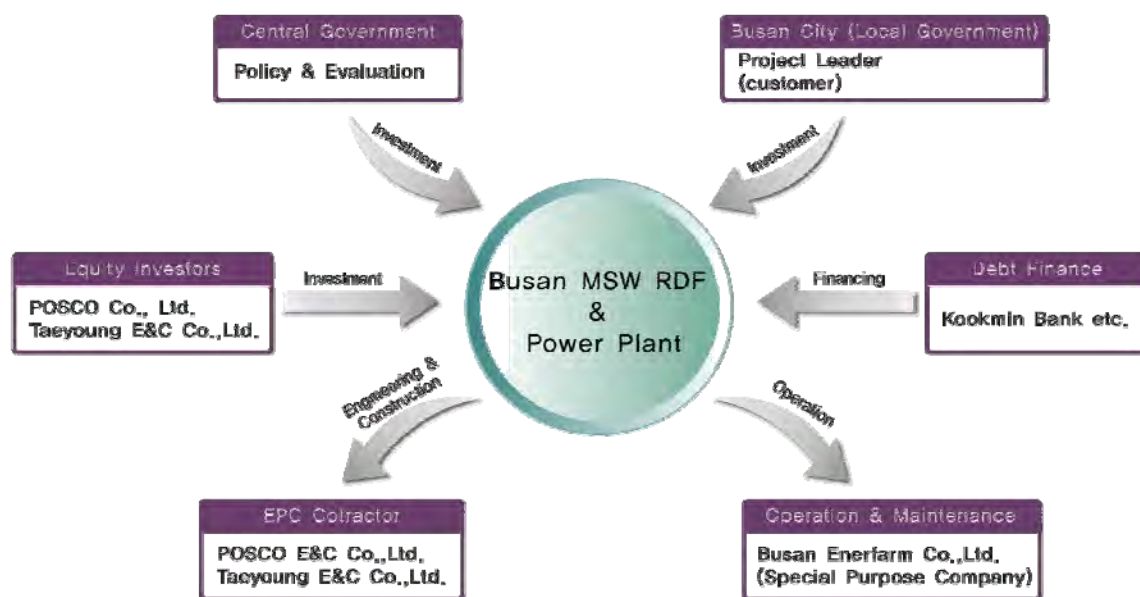 Central Government
Policy & Evaluation
Busan City (Local Government)
Project Leader
(customer)
Investment
Investment
Equity Investors
POSCO Co., Ltd.
Taeyoung E&C Co.,Ltd.
Investment
Busan MSW RDF
&
Power Plant
Financing
Debt Finance
Kookmin Bank etc.
Engineering &
Construction
Operation
EPC Cotractor
POSCO E&C Co.,Ltd.
Taeyoung E&C Co.,Ltd.
Operation & Maintenance
Busan Enerfarm Co.,Ltd.
(Special Purpose Company)